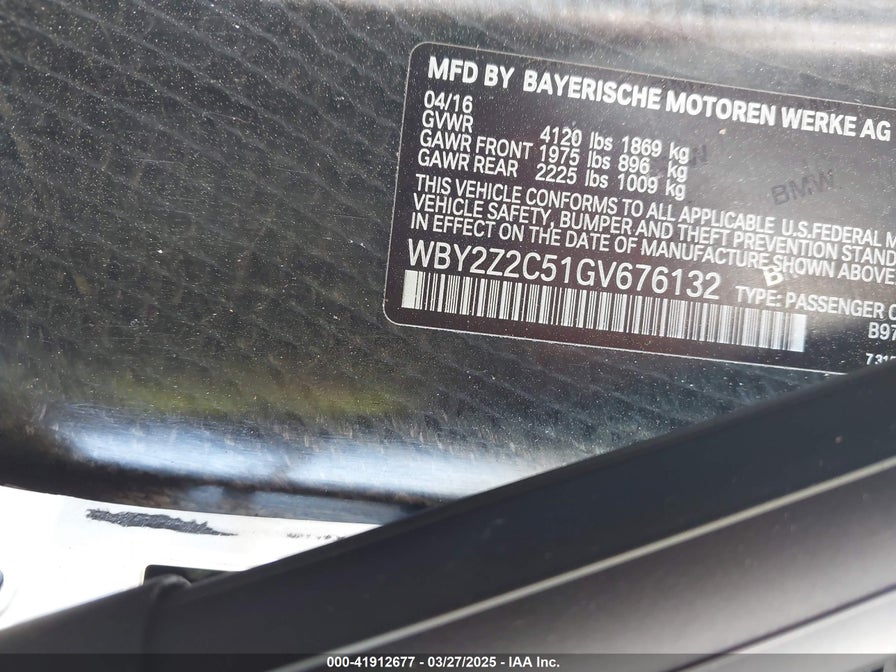 MFD BY BAYERISCHE MOTOREN WERKE AG
04/16
GVWR 4120 lbs 1869 kg
GAWR FRONT 1975 lbs 896 kg
GAWR REAR 2225 lbs 1009 kg
THIS VEHICLE CONFORMS TO ALL APPLICABLE U.S.FEDERAL M
VEHICLE SAFETY, BUMPER AND THEFT PREVENTION STAND
IN EFFECT ON THE DATE OF MANUFACTURE SHOWN ABOVE
WBY2Z2C51GV676132
TYPE: PASSENGER C
B97
731
BMW
000-41912677 - 03/27/2025 - IAA Inc.